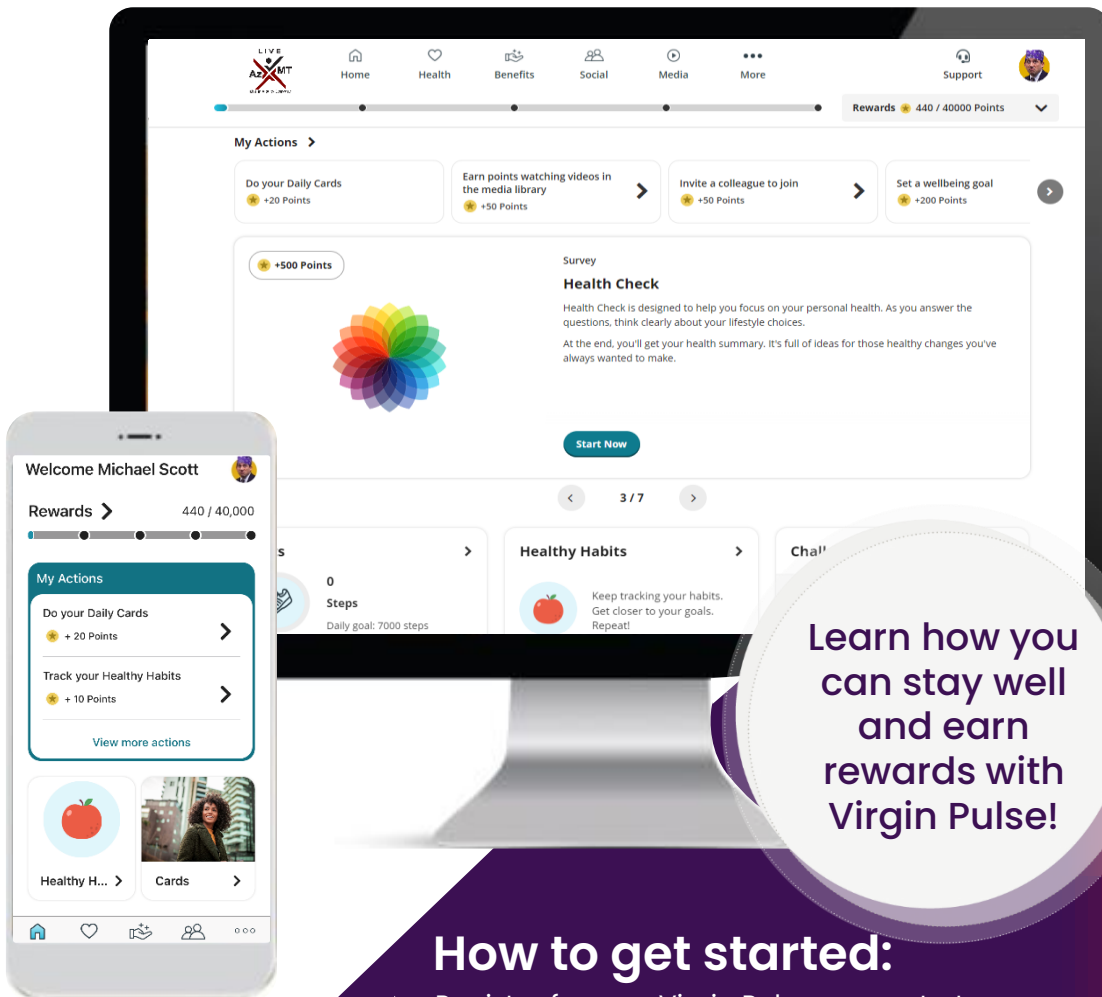 LIVE
AZ MT
Home
Health
Benefits
Social
Media
More
Support
Rewards 440 / 40000 Points
My Actions
Do your Daily Cards
+20 Points
Earn points watching videos in
the media library
+50 Points
Invite a colleague to join
+50 Points
Set a wellbeing goal
+200 Points
+500 Points
Survey
Health Check
Health Check is designed to help you focus on your personal health. As you answer the
questions, think clearly about your lifestyle choices.
At the end, you'll get your health summary. It's full of ideas for those healthy changes you've
always wanted to make.
Start Now
3 / 7
s
0
Steps
Daily goal: 7000 steps
Healthy Habits
Keep tracking your habits.
Get closer to your goals.
Repeat!
Chall
Welcome Michael Scott
Rewards
440 / 40,000
My Actions
Do your Daily Cards
+ 20 Points
Track your Healthy Habits
+ 10 Points
View more actions
Healthy H...
Cards
Learn how you
can stay well
and earn
rewards with
Virgin Pulse!
How to get started: